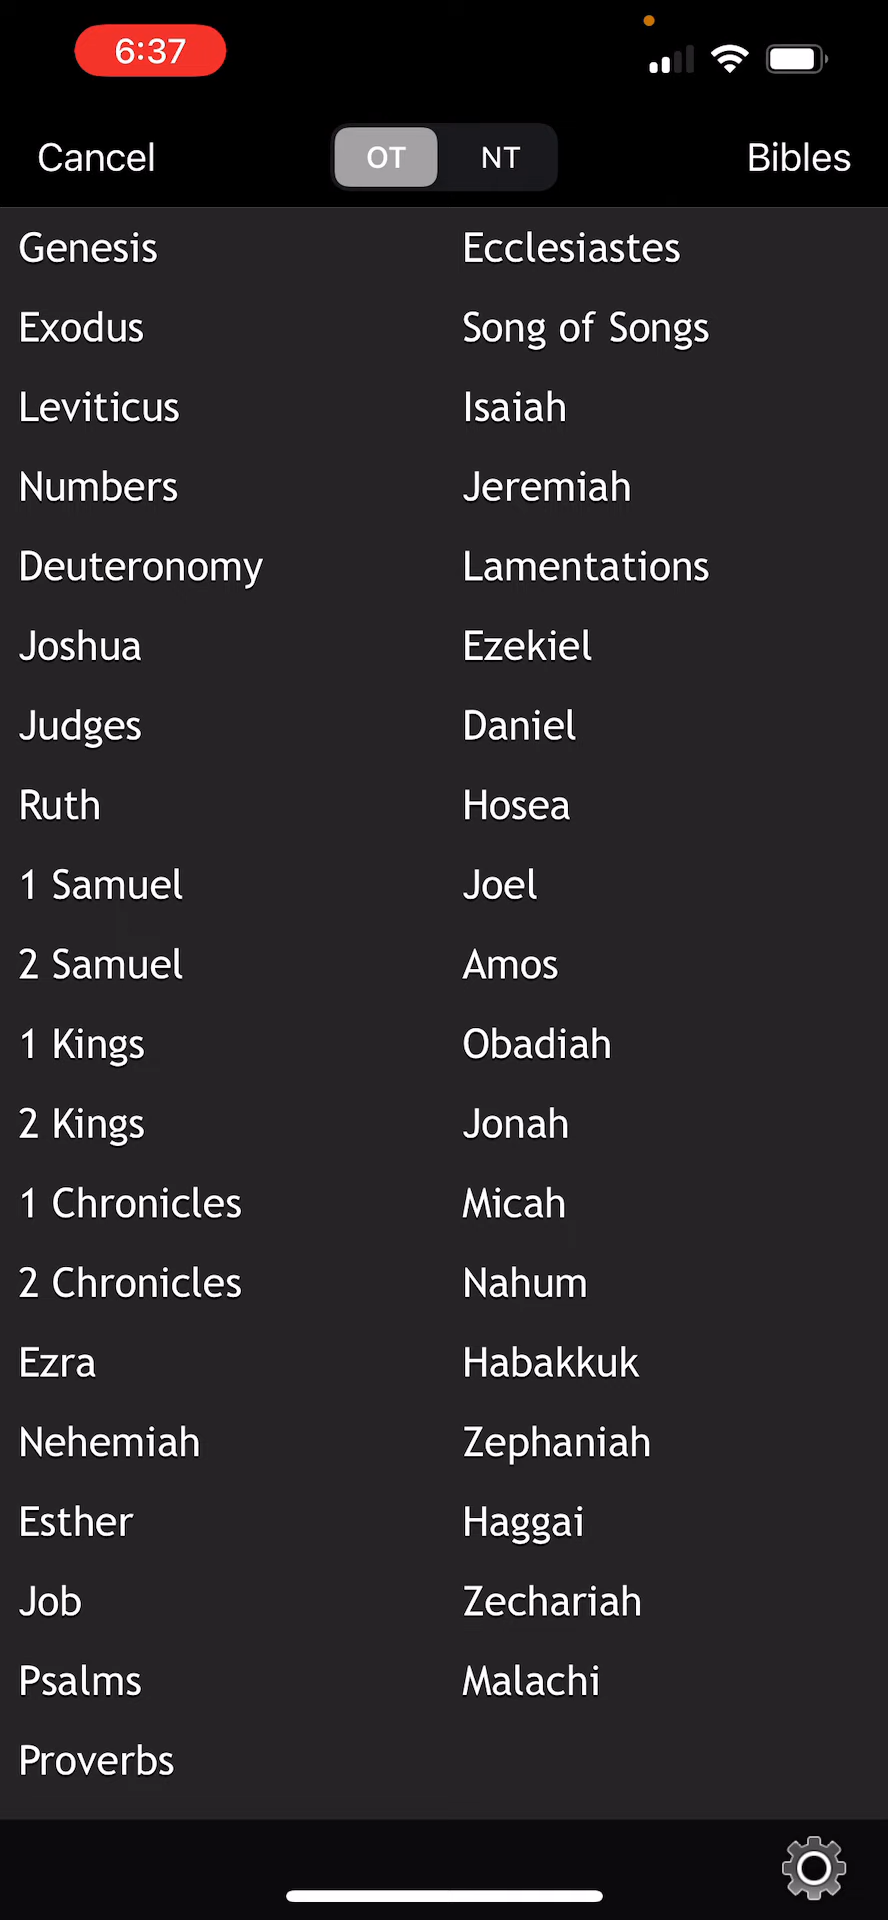 6:37
Cancel
OT
NT
Bibles
Genesis
Exodus
Leviticus
Numbers
Deuteronomy
Joshua
Judges
Ruth
1 Samuel
2 Samuel
1 Kings
2 Kings
1 Chronicles
2 Chronicles
Ezra
Nehemiah
Esther
Job
Psalms
Proverbs
Ecclesiastes
Song of Songs
Isaiah
Jeremiah
Lamentations
Ezekiel
Daniel
Hosea
Joel
Amos
Obadiah
Jonah
Micah
Nahum
Habakkuk
Zephaniah
Haggai
Zechariah
Malachi